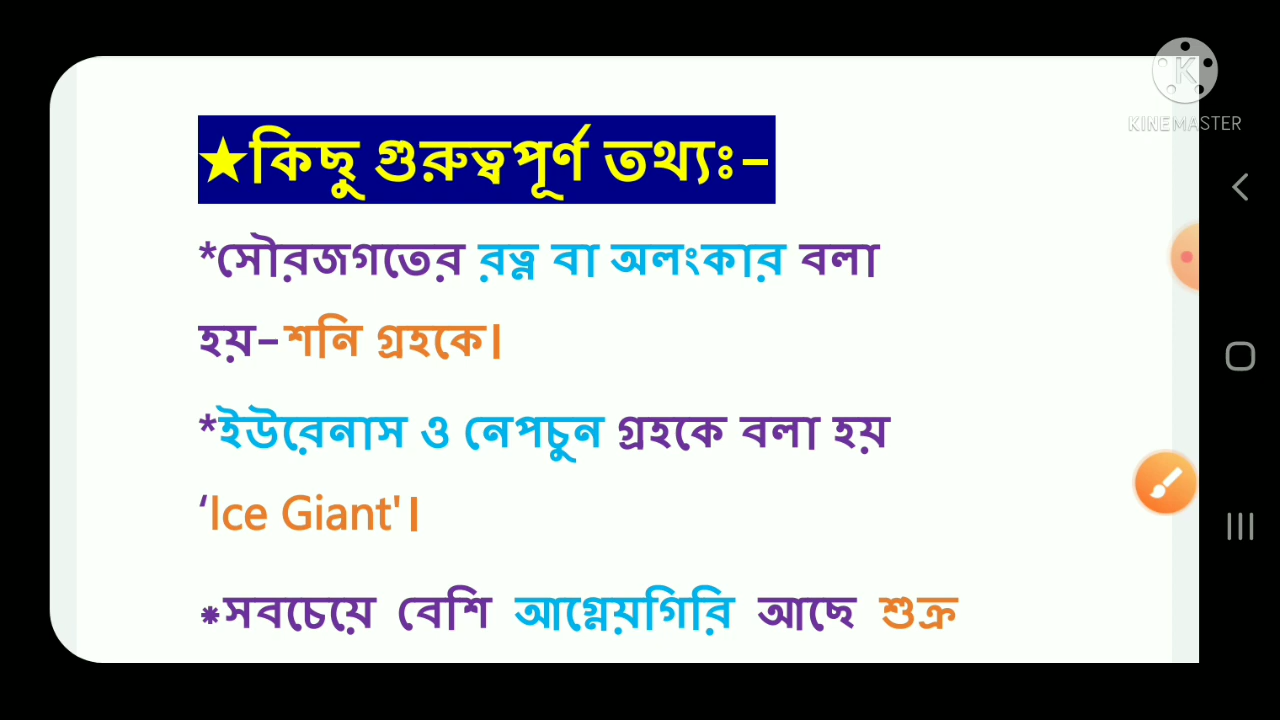 ★কিছু গুরুত্বপূর্ণ তথ্যঃ-
KINEMASTER
*সৌরজগতের রত্ন বা অলংকার বলা
হয়-শনি গ্রহকে।
*ইউরেনাস ও নেপচুন গ্রহকে বলা হয়
‘Ice Giant'।
⁕সবচেয়ে বেশি আগ্নেয়গিরি আছে শুক্র